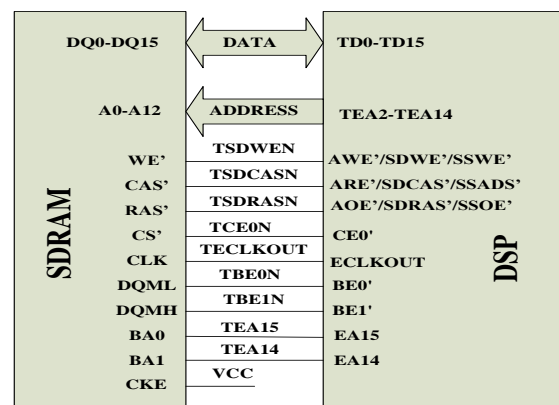 DQ0-DQ15 DATA TD0-TD15
A0-A12 ADDRESS TEA2-TEA14
TSDWEN
WE' AWE'/SDWE'/SSWE'
TSDCASN
CAS' ARE'/SDCAS'/SSADS'
TSDRASN
RAS' AOE'/SDRAS'/SSOE'
TCE0N
CS' CE0'
TECLKOUT
CLK ECLKOUT
TBE0N
DQML BE0'
TBE1N
DQMH BE1'
TEA15
BA0 EA15
TEA14
BA1 EA14
VCC
CKE
SDRAM
DSP